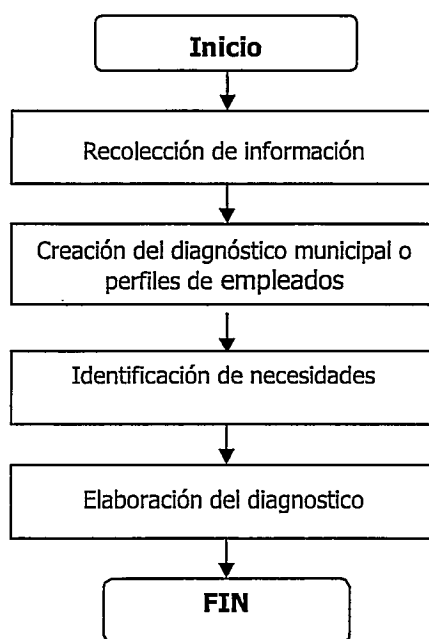 Inicio
Recolección de información
Creación del diagnóstico municipal o
perfiles de empleados
Identificación de necesidades
Elaboración del diagnostico
FIN